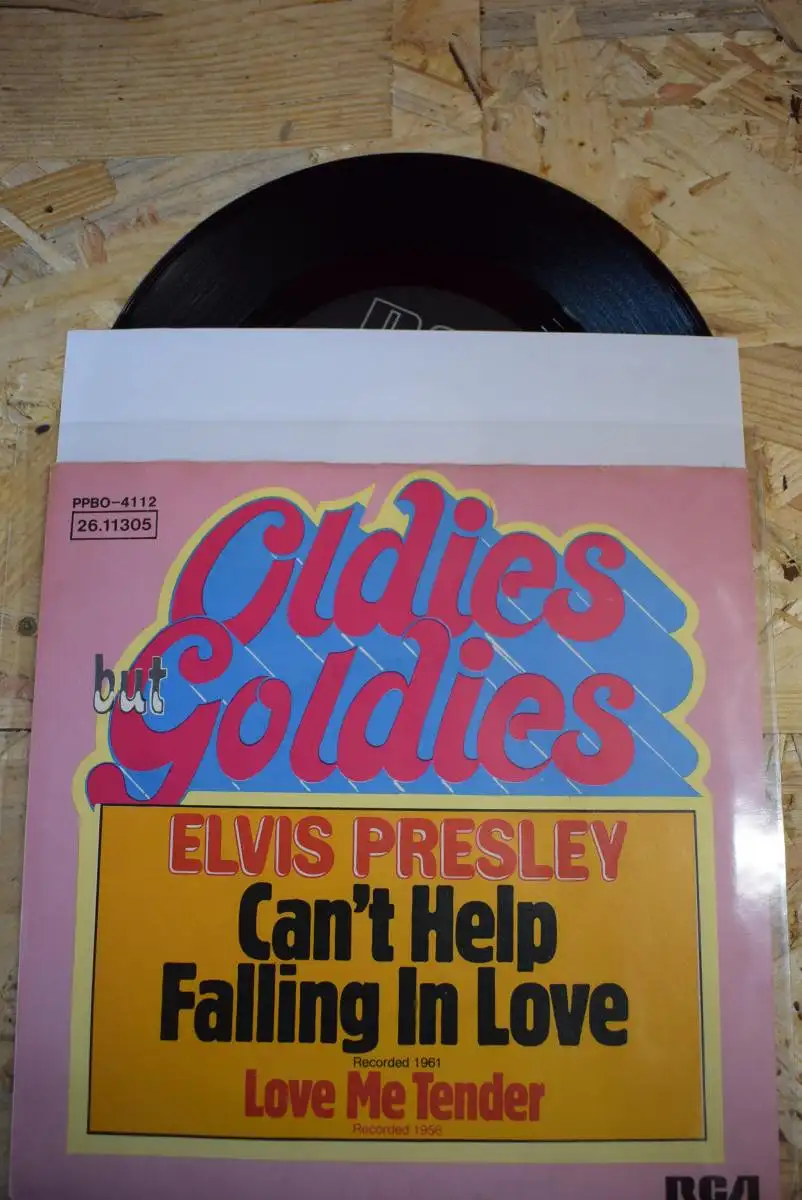 PPBO-4112
26.11305
Oldies
but
Goldies
ELVIS PRESLEY
Can't Help
Falling In Love
Recorded 1961
Love Me Tender
Recorded 1956
RCA